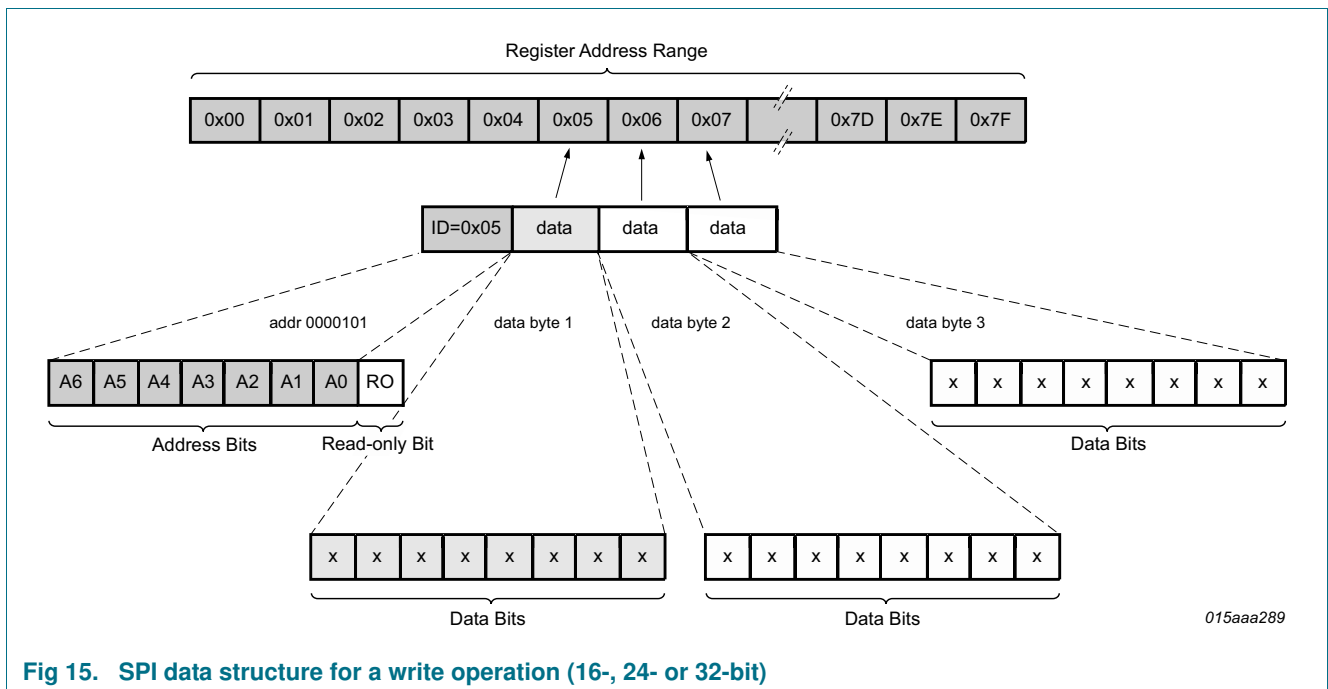 Register Address Range
0x00 0x01 0x02 0x03 0x04 0x05 0x06 0x07 0x7D 0x7E 0x7F
ID=0x05 data data data
addr 0000101 data byte 1 data byte 2 data byte 3
A6 A5 A4 A3 A2 A1 A0 RO x x x x x x x x
Address Bits Read-only Bit Data Bits
x x x x x x x x x x x x x x x x
Data Bits Data Bits 015aaa289
Fig 15. SPI data structure for a write operation (16-, 24- or 32-bit)